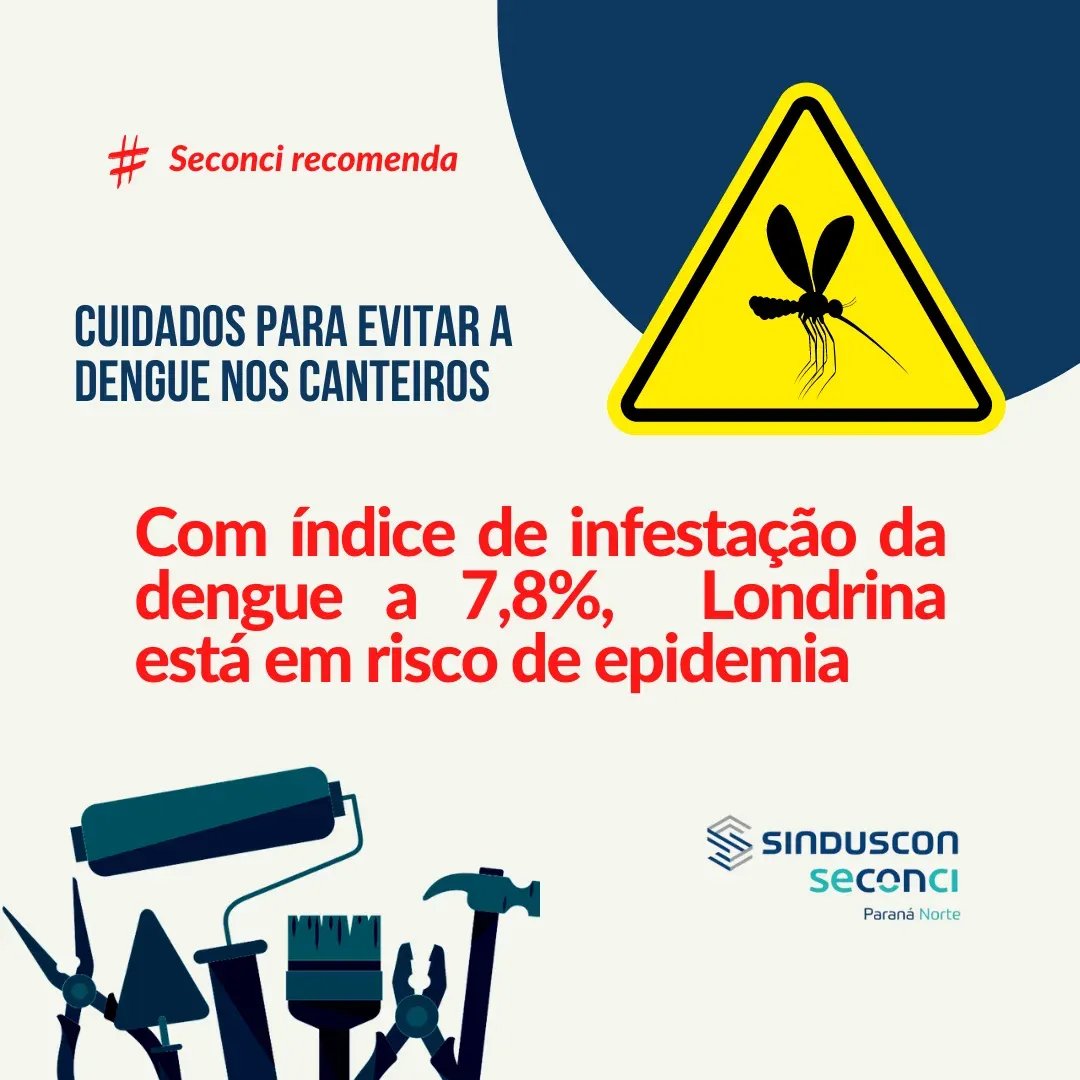 # Seconci recomenda
CUIDADOS PARA EVITAR A
DENGUE NOS CANTEIROS
Com índice de infestação da
dengue a 7,8%, Londrina
está em risco de epidemia
SINDUSCON
seconci
Paraná Norte